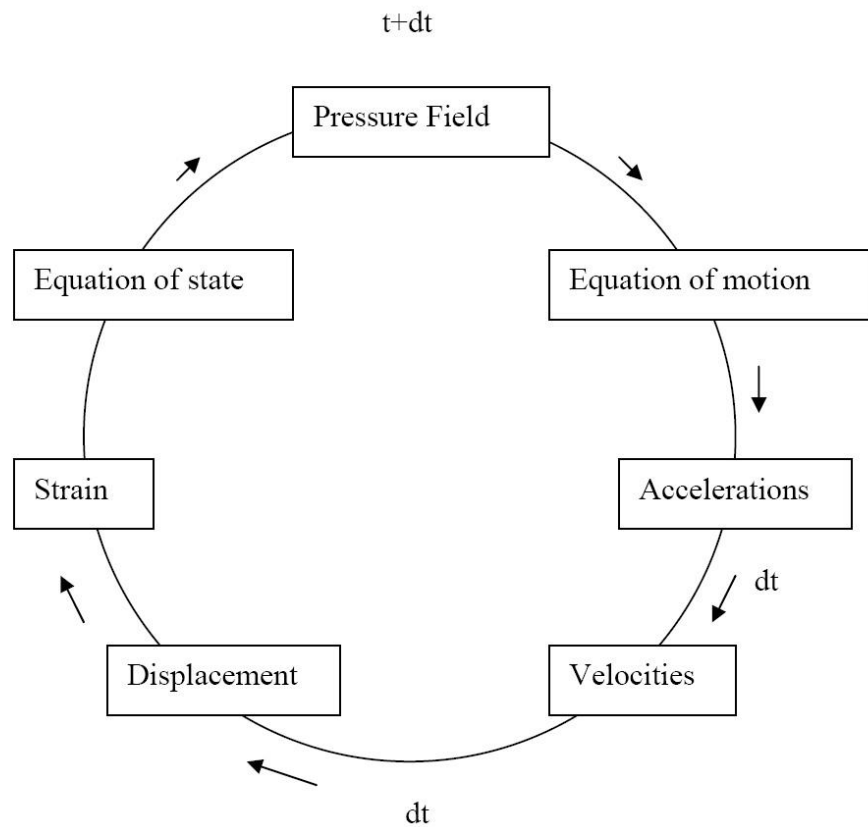 t+dt
Pressure Field
Equation of state
Equation of motion
Strain
Accelerations
dt
Displacement
Velocities
dt